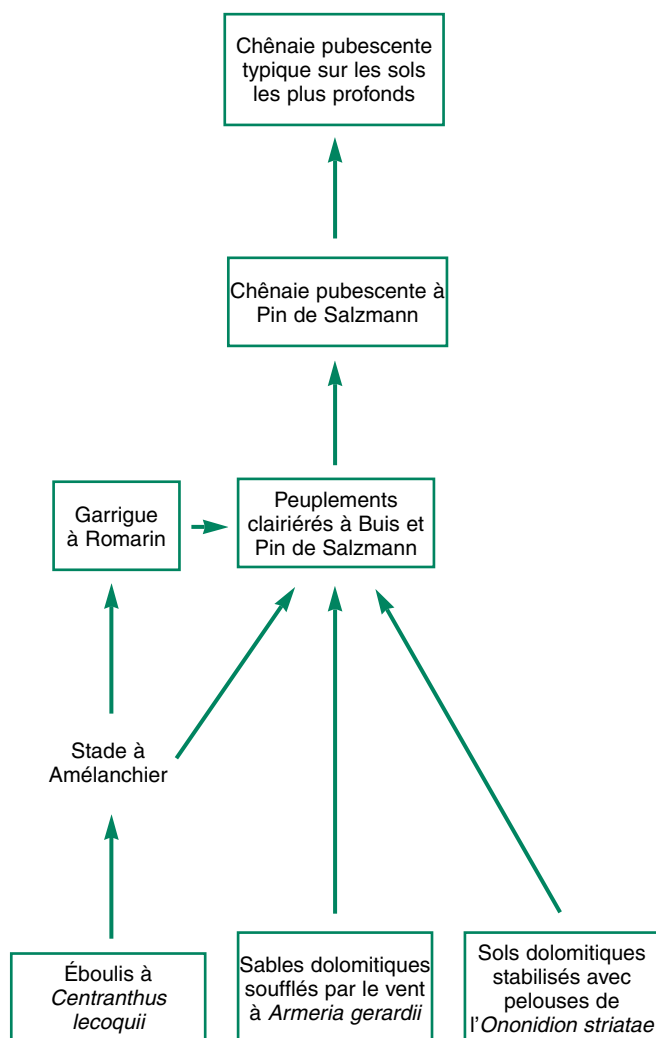 Chênaie pubescente
typique sur les sols
les plus profonds
Chênaie pubescente à
Pin de Salzmann
Garrigue
à Romarin
Peuplements
clairiérés à Buis et
Pin de Salzmann
Stade à
Amélanchier
Éboulis à
Centranthus
lecoquii
Sables dolomitiques
soufflés par le vent
à Armeria gerardii
Sols dolomitiques
stabilisés avec
pelouses de
l'Ononidion striatae